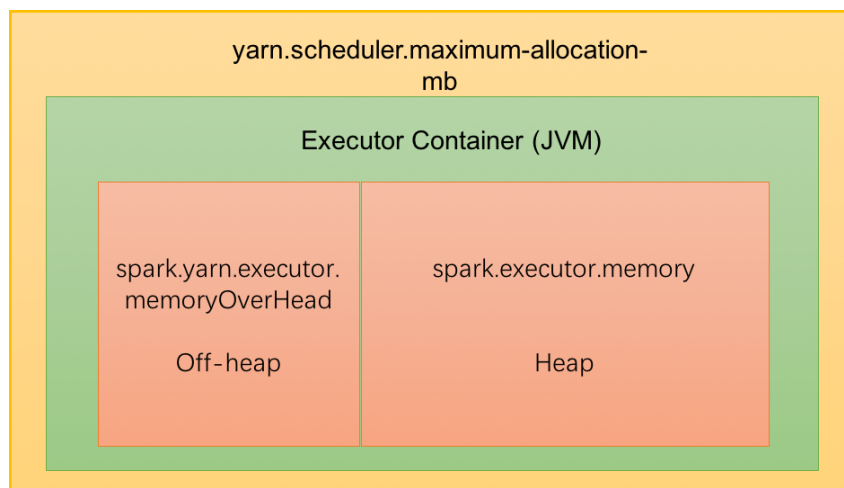 yarn.scheduler.maximum-allocation-
mb
Executor Container (JVM)
spark.yarn.executor.
memoryOverHead
Off-heap
spark.executor.memory
Heap